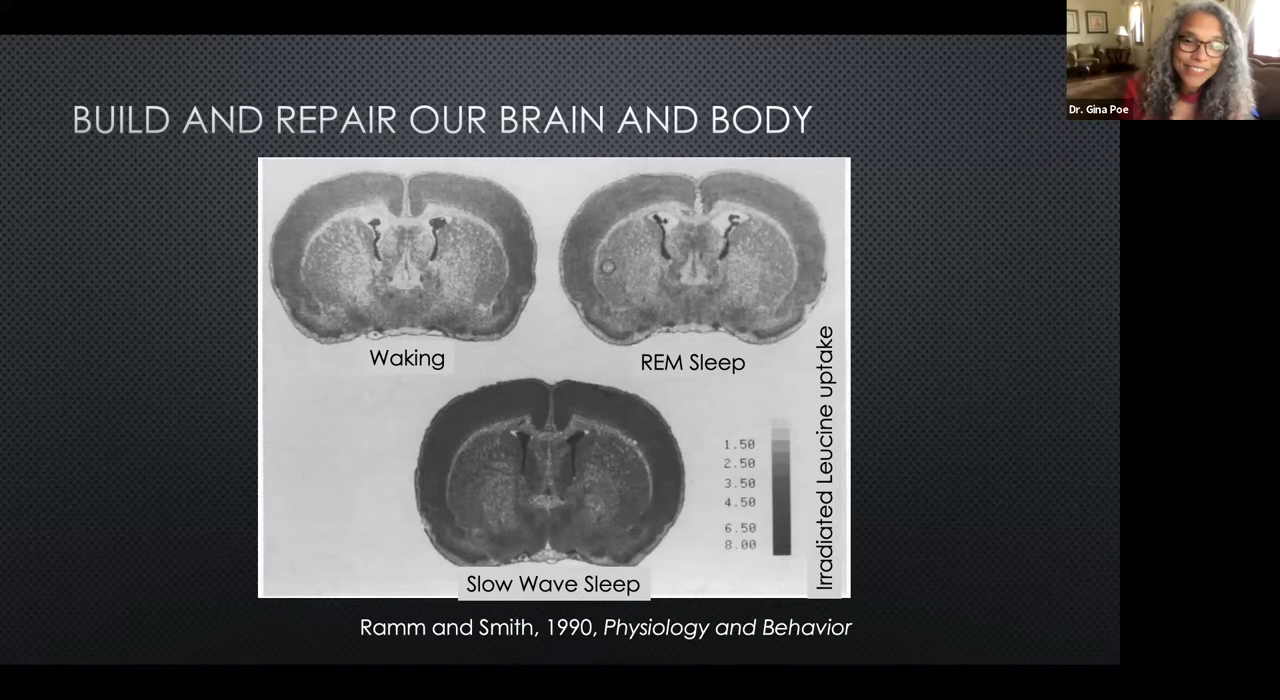 Dr. Gina Poe
BUILD AND REPAIR OUR BRAIN AND BODY
Waking
REM Sleep
Slow Wave Sleep
1.50
2.50
3.50
4.50
6.50
8.00
Irradiated Leucine uptake
Ramm and Smith, 1990, Physiology and Behavior